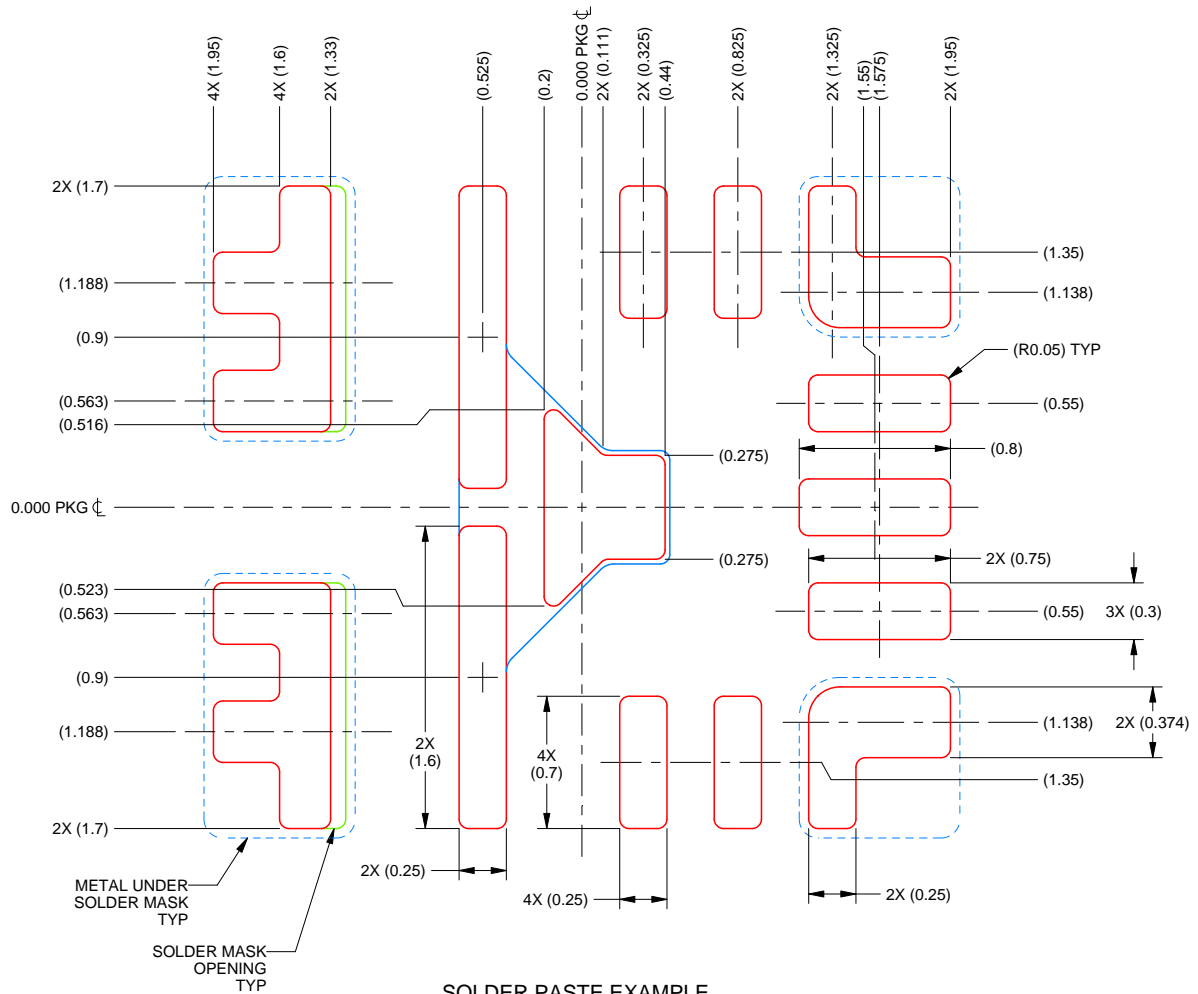 4X (1.95)
4X (1.6)
2X (1.33)
(0.525)
(0.2)
0.000 PKG ℄
2X (0.111)
2X (0.325)
(0.44)
2X (0.825)
2X (1.325)
(1.55)
(1.575)
2X (1.95)
2X (1.7)
(1.188)
(0.9)
(0.563)
(0.516)
0.000 PKG ℄
(0.523)
(0.563)
(0.9)
(1.188)
2X (1.7)
(1.35)
(1.138)
(R0.05) TYP
(0.55)
(0.275)
(0.8)
(0.275)
2X (0.75)
(0.55)
3X (0.3)
(1.138)
2X (0.374)
(1.35)
2X
(1.6)
4X
(0.7)
2X (0.25)
4X (0.25)
2X (0.25)
METAL UNDER
SOLDER MASK
TYP
SOLDER MASK
OPENING
TYP
SOLDER PASTE EXAMPLE